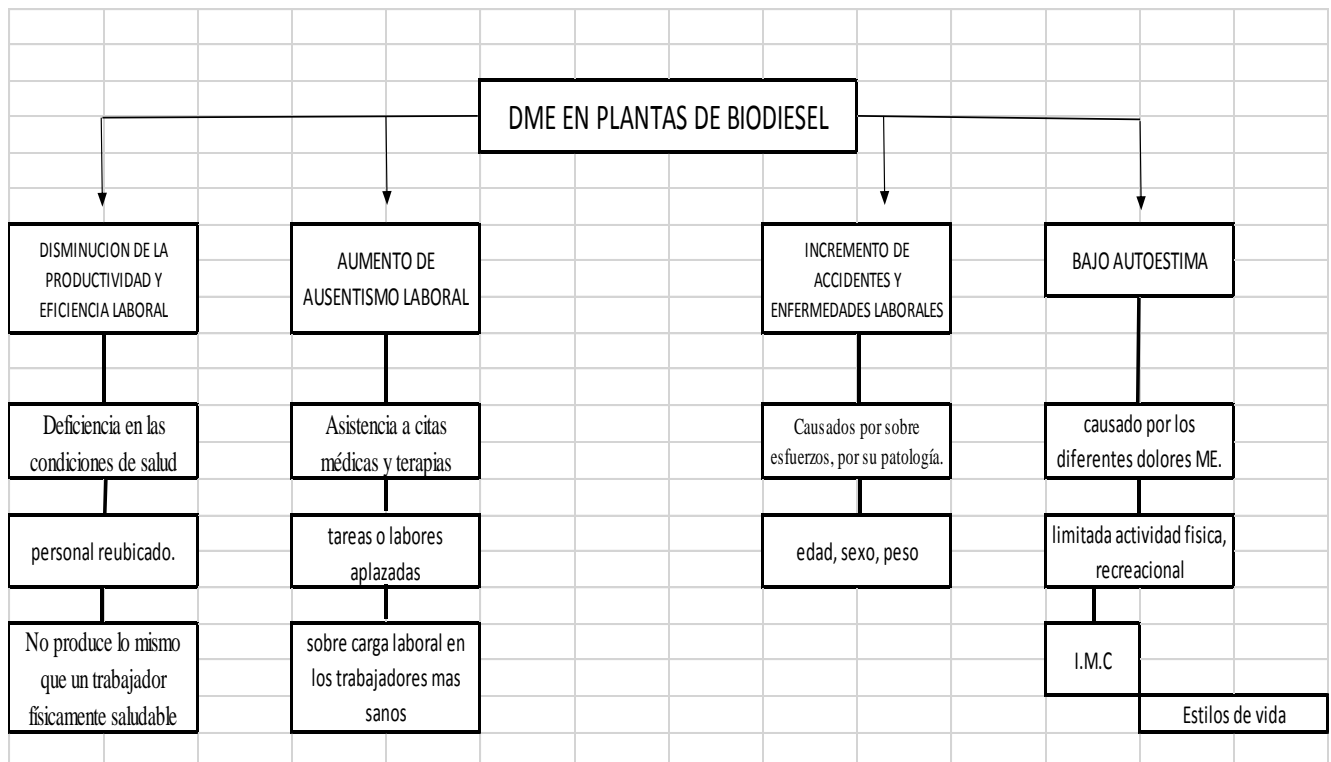 DME EN PLANTAS DE BIODIESEL
DISMINUCION DE LA
PRODUCTIVIDAD Y
EFICIENCIA LABORAL
AUMENTO DE
AUSENTISMO LABORAL
INCREMENTO DE
ACCIDENTES Y
ENFERMEDADES LABORALES
BAJO AUTOESTIMA
Deficiencia en las
condiciones de salud
Asistencia a citas
médicas y terapias
Causados por sobre
esfuerzos, por su patología.
causado por los
diferentes dolores ME.
personal reubicado.
tareas o labores
aplazadas
edad, sexo, peso
limitada actividad fisica,
recreacional
No produce lo mismo
que un trabajador
físicamente saludable
sobre carga laboral en
los trabajadores mas
sanos
I.M.C
Estilos de vida